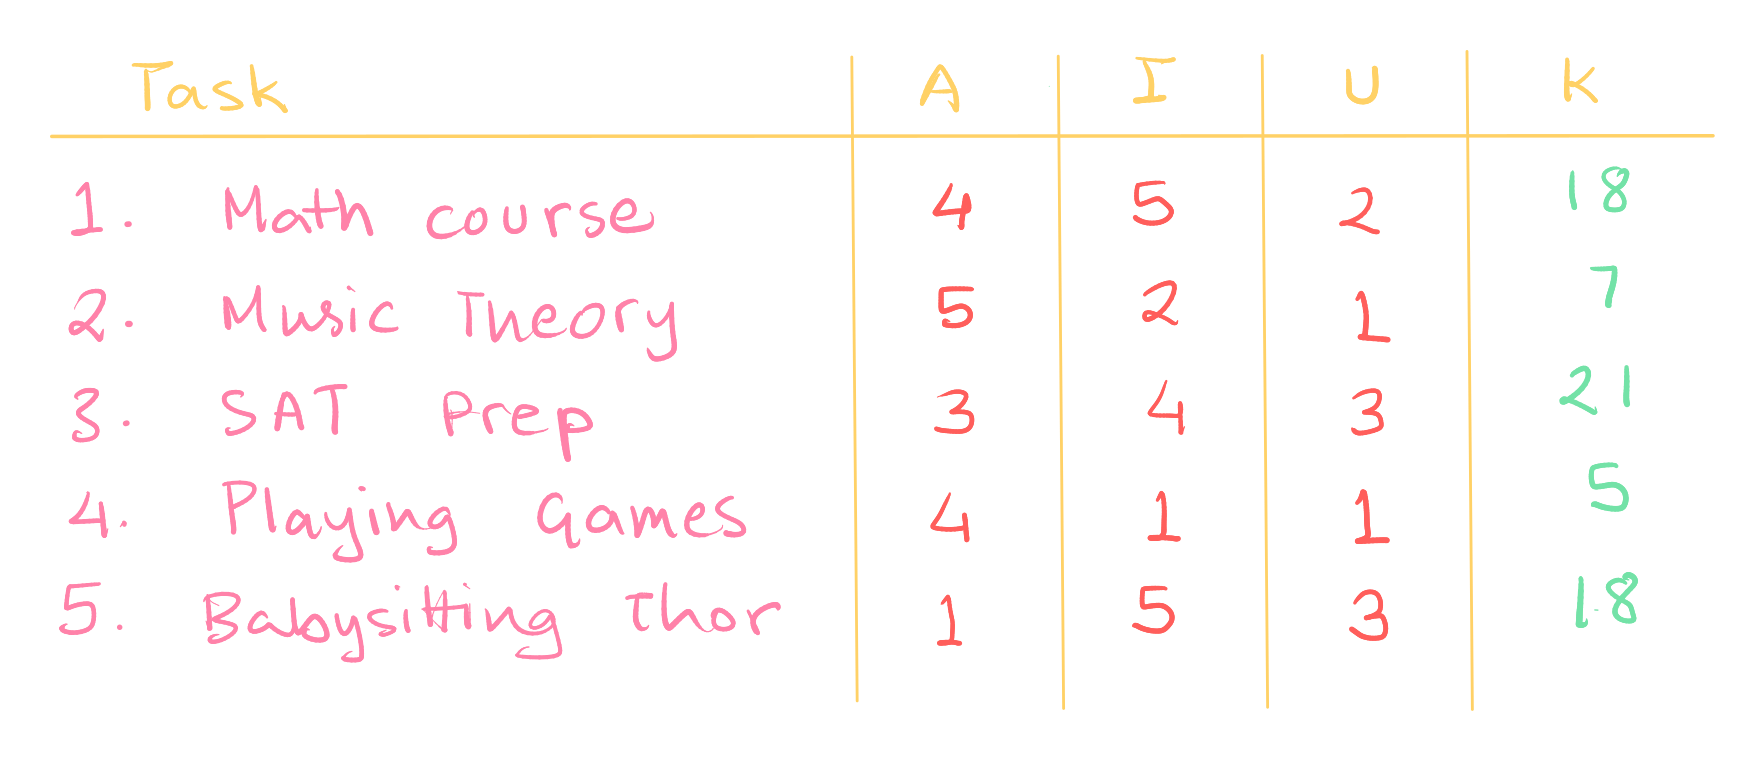 Task A I U K
1. Math course 4 5 2 18
2. Music Theory 5 2 1 7
3. SAT Prep 3 4 3 21
4. Playing Games 4 1 1 5
5. Babysitting Thor 1 5 3 18